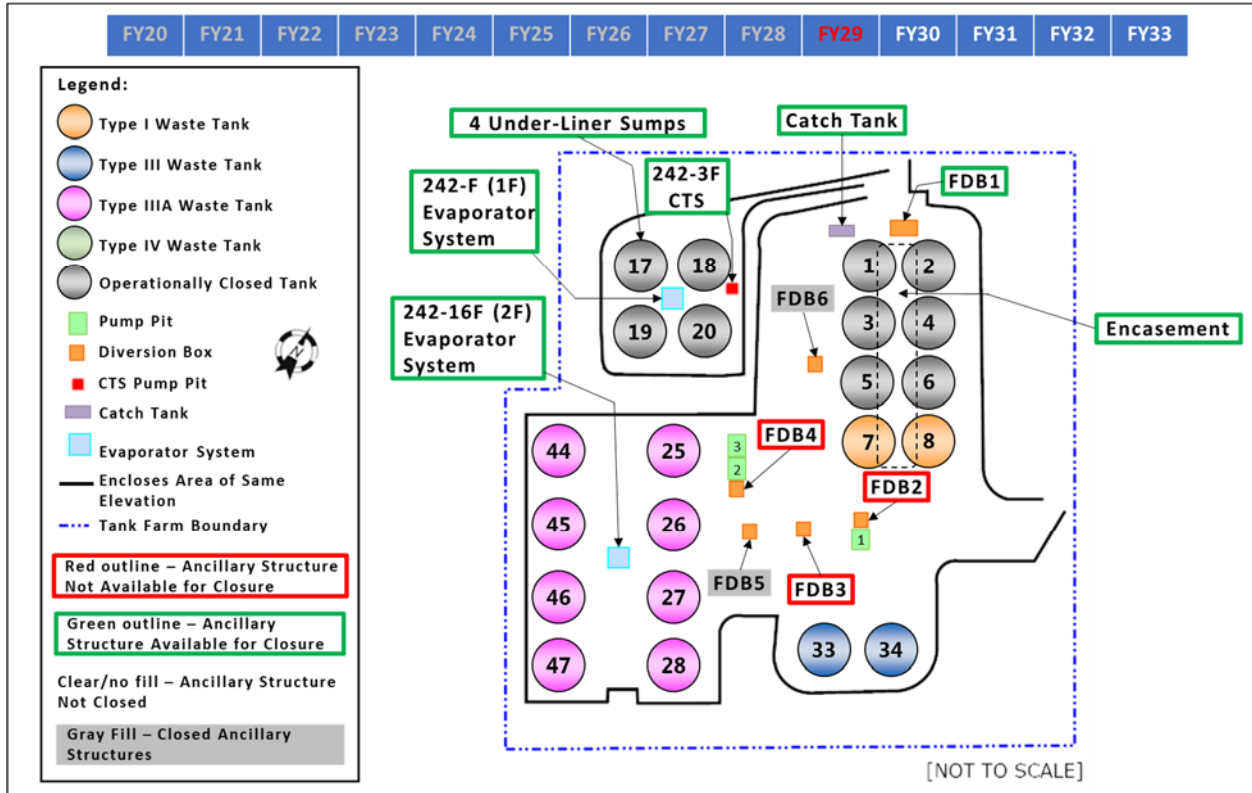 FY20 FY21 FY22 FY23 FY24 FY25 FY26 FY27 FY28 FY29 FY30 FY31 FY32 FY33
Legend:
Type I Waste Tank
Type III Waste Tank
Type IIIA Waste Tank
Type IV Waste Tank
Operationally Closed Tank
Pump Pit
Diversion Box
CTS Pump Pit
Catch Tank
Evaporator System
Encloses Area of Same
Elevation
Tank Farm Boundary
Red outline – Ancillary Structure
Not Available for Closure
Green outline – Ancillary
Structure Available for Closure
Clear/no fill – Ancillary Structure
Not Closed
Gray Fill – Closed Ancillary
Structures
N
4 Under-Liner Sumps
Catch Tank
242-3F
CTS
FDB1
242-F (1F)
Evaporator
System
17 18
19 20
1 2
3 4
5 6
7 8
FDB6
Encasement
242-16F (2F)
Evaporator
System
44 25
45 26
46 27
47 28
3
2
FDB4
FDB2
1
FDB5
FDB3
33 34
[NOT TO SCALE]